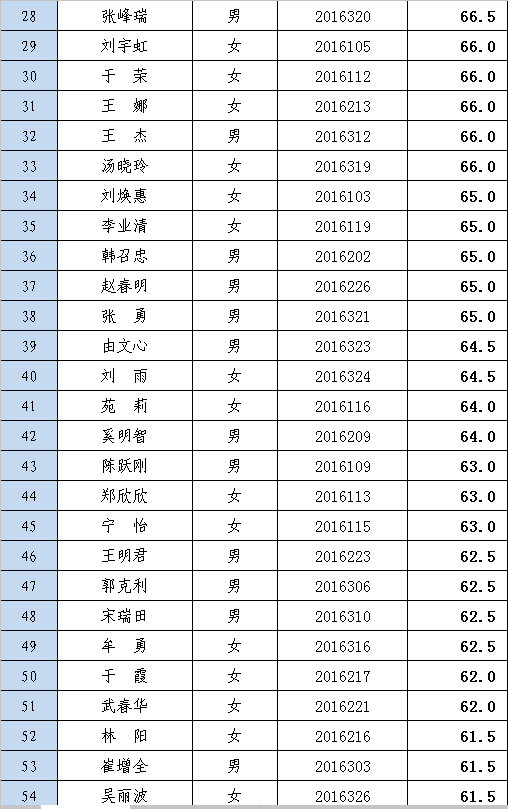 28 张峰瑞 男 2016320 66.5
29 刘宇虹 女 2016105 66.0
30 于 荣 女 2016112 66.0
31 王 娜 女 2016213 66.0
32 王 杰 男 2016312 66.0
33 汤晓玲 女 2016319 66.0
34 刘焕惠 女 2016103 65.0
35 李业清 女 2016119 65.0
36 韩召忠 男 2016202 65.0
37 赵春明 男 2016226 65.0
38 张 勇 男 2016321 65.0
39 由文心 男 2016323 64.5
40 刘 雨 女 2016324 64.5
41 苑 莉 女 2016116 64.0
42 奚明智 男 2016209 64.0
43 陈跃刚 男 2016109 63.0
44 郑欣欣 女 2016113 63.0
45 宁 怡 女 2016115 63.0
46 王明君 男 2016223 62.5
47 郭克利 男 2016306 62.5
48 宋瑞田 男 2016310 62.5
49 牟 勇 女 2016316 62.5
50 于 霞 女 2016217 62.0
51 武春华 女 2016221 62.0
52 林 阳 女 2016216 61.5
53 崔增全 男 2016303 61.5
54 吴丽波 女 2016326 61.5